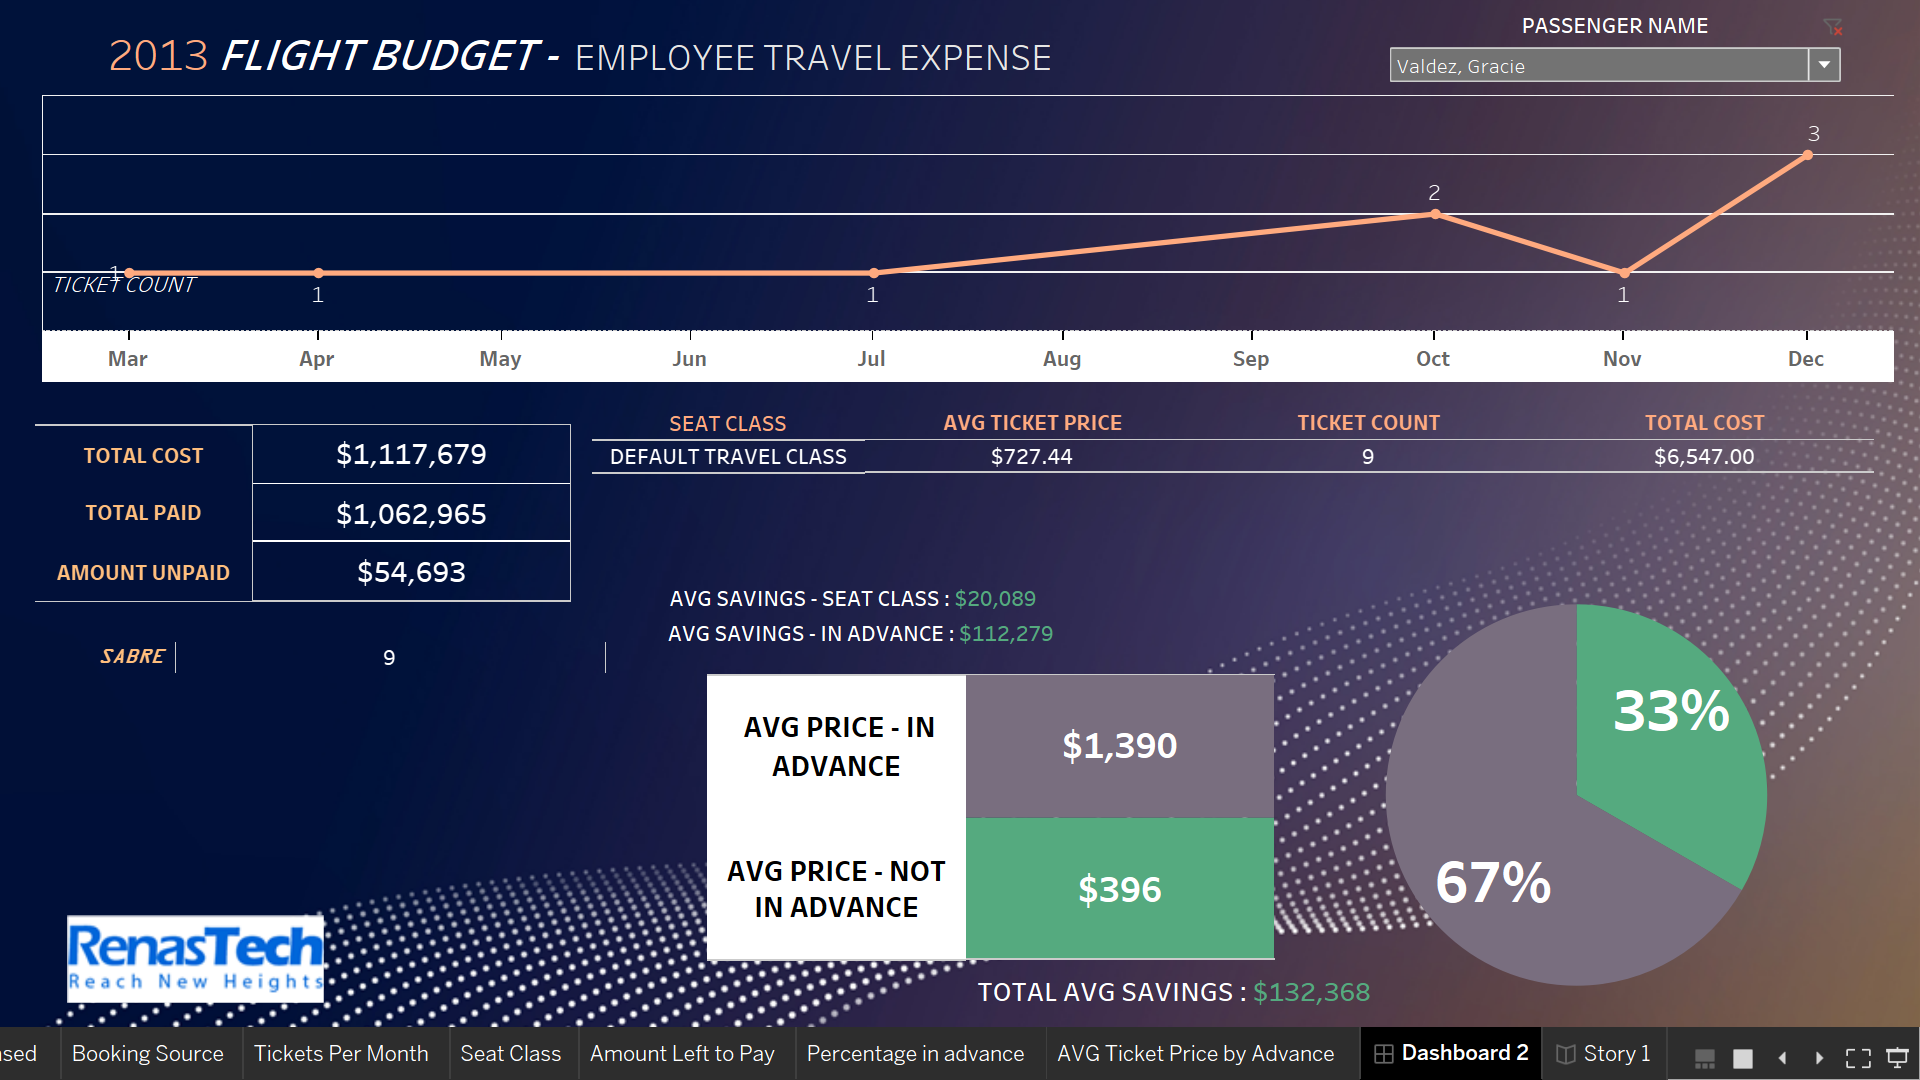 2013 FLIGHT BUDGET - EMPLOYEE TRAVEL EXPENSE
PASSENGER NAME
Valdez, Gracie
3
2
1
TICKET COUNT
1
1
1
Mar Apr May Jun Jul Aug Sep Oct Nov Dec
TOTAL COST $1,117,679
TOTAL PAID $1,062,965
AMOUNT UNPAID $54,693
SEAT CLASS AVG TICKET PRICE TICKET COUNT TOTAL COST
DEFAULT TRAVEL CLASS $727.44 9 $6,547.00
AVG SAVINGS - SEAT CLASS : $20,089
AVG SAVINGS - IN ADVANCE : $112,279
SABRE 9
AVG PRICE - IN
ADVANCE
$1,390
AVG PRICE - NOT
IN ADVANCE
$396
33%
67%
RenasTech
Reach New Heights
TOTAL AVG SAVINGS : $132,368
sed Booking Source Tickets Per Month Seat Class Amount Left to Pay Percentage in advance AVG Ticket Price by Advance Dashboard 2 Story 1